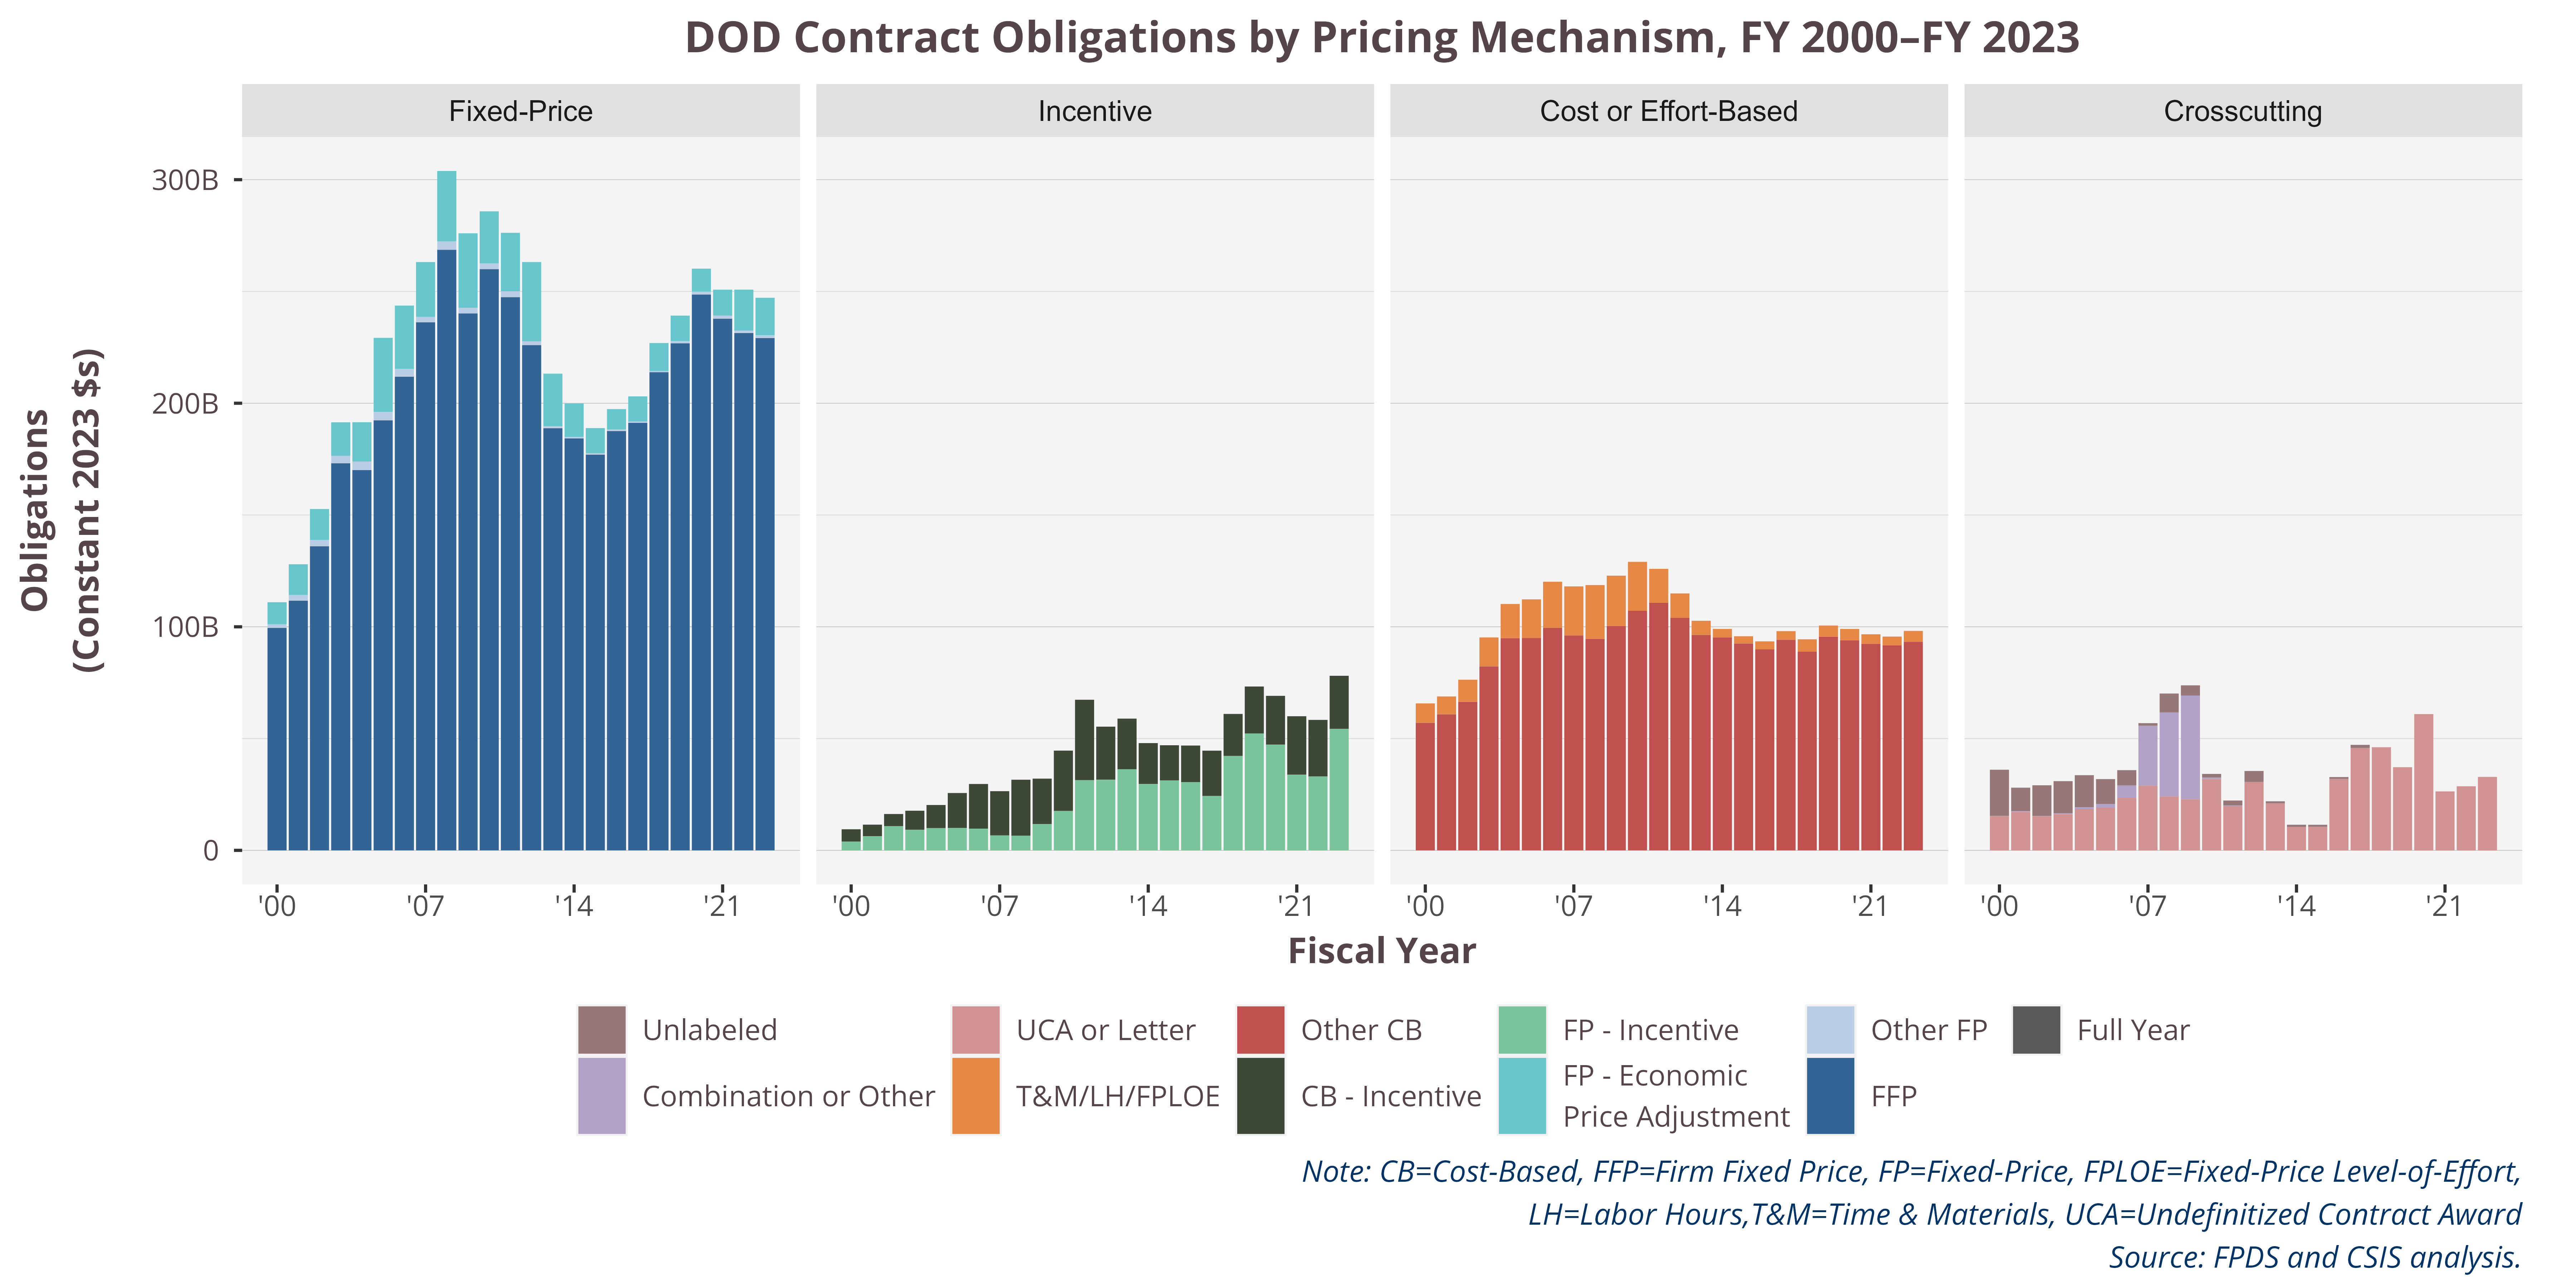 DOD Contract Obligations by Pricing Mechanism, FY 2000–FY 2023
Fixed-Price
Incentive
Cost or Effort-Based
Crosscutting
Obligations
(Constant 2023 $s)
300B
200B
100B
0
'00
'07
'14
'21
'00
'07
'14
'21
'00
'07
'14
'21
'00
'07
'14
'21
Fiscal Year
Unlabeled
UCA or Letter
Other CB
FP - Incentive
Other FP
Full Year
Combination or Other
T&M/LH/FPLOE
CB - Incentive
FP - Economic
Price Adjustment
FFP
Note: CB=Cost-Based, FFP=Firm Fixed Price, FP=Fixed-Price, FPLOE=Fixed-Price Level-of-Effort,
LH=Labor Hours,T&M=Time & Materials, UCA=Undefinitized Contract Award
Source: FPDS and CSIS analysis.